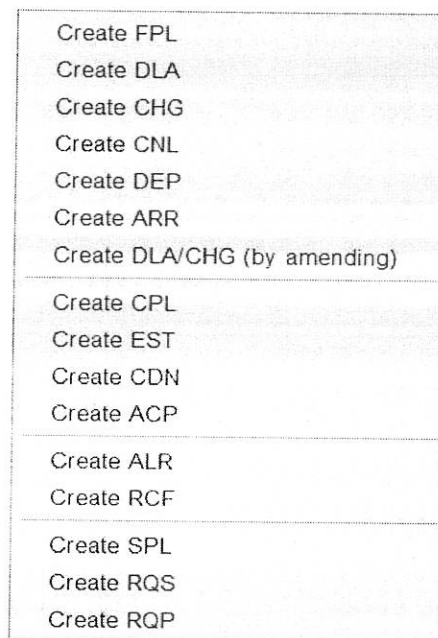 Create FPL
Create DLA
Create CHG
Create CNL
Create DEP
Create ARR
Create DLA/CHG (by amending)
Create CPL
Create EST
Create CDN
Create ACP
Create ALR
Create RCF
Create SPL
Create RQS
Create RQP